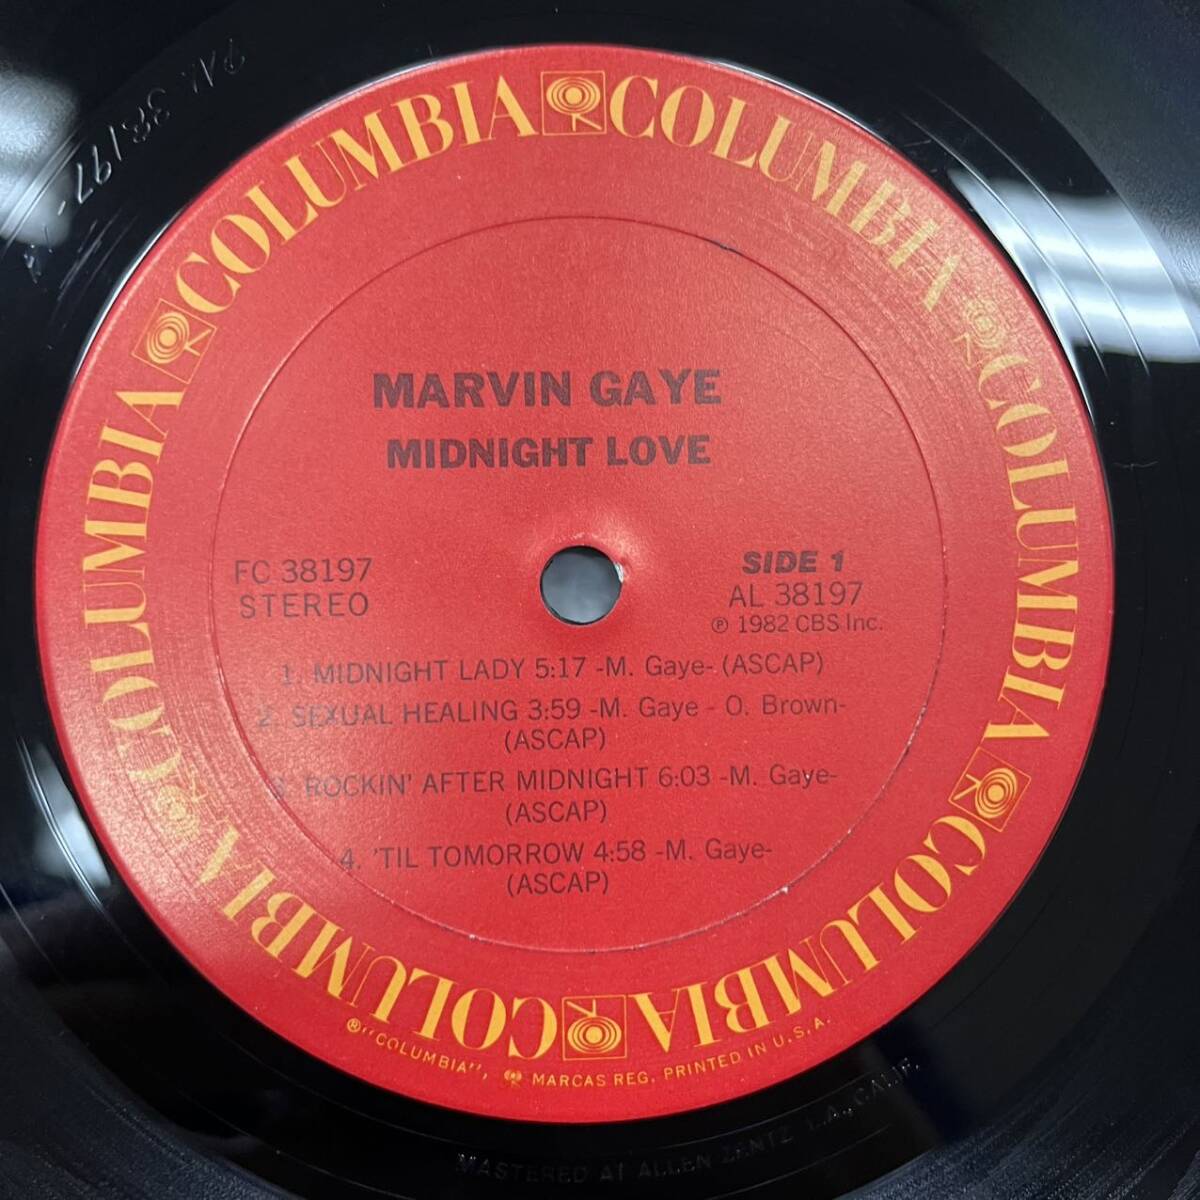 COLUMBIA COLUMBIA COLUMBIA COLUMBIA COLUMBIA COLUMBIA
MARVIN GAYE
MIDNIGHT LOVE
FC 38197
STEREO
SIDE 1
AL 38197
℗ 1982 CBS Inc.
1. MIDNIGHT LADY 5:17 -M. Gaye- (ASCAP)
2. SEXUAL HEALING 3:59 -M. Gaye - O. Brown-
(ASCAP)
3. ROCKIN' AFTER MIDNIGHT 6:03 -M. Gaye-
(ASCAP)
4. 'TIL TOMORROW 4:58 -M. Gaye-
(ASCAP)
®"COLUMBIA", MARCAS REG. PRINTED IN U.S.A.
MASTERED AT ALLEN ZENTZ L.A., CALIF.
38197